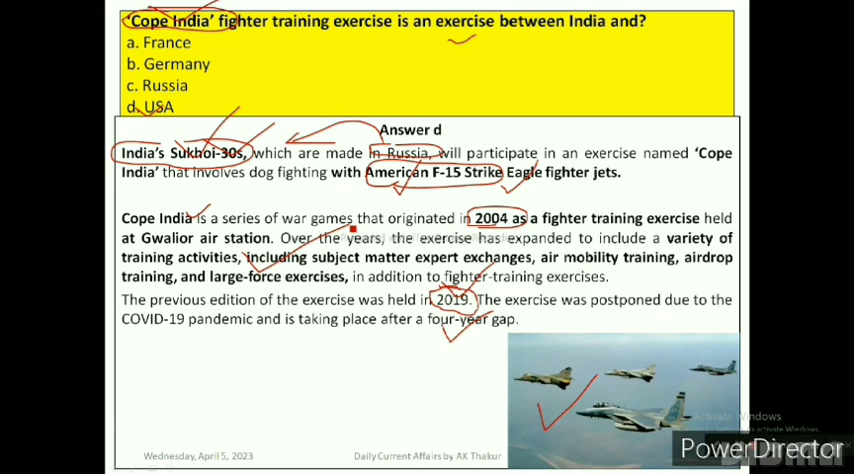 ‘Cope India’ fighter training exercise is an exercise between India and?
a. France
b. Germany
c. Russia
d. USA
Answer d
India’s Sukhoi-30s, which are made in Russia, will participate in an exercise named ‘Cope
India’ that involves dog fighting with American F-15 Strike Eagle fighter jets.
Cope India is a series of war games that originated in 2004 as a fighter training exercise held
at Gwalior air station. Over the years, the exercise has expanded to include a variety of
training activities, including subject matter expert exchanges, air mobility training, airdrop
training, and large-force exercises, in addition to fighter-training exercises.
The previous edition of the exercise was held in 2019. The exercise was postponed due to the
COVID-19 pandemic and is taking place after a four-year gap.
Activate Windows
activate Windows.
PowerDirector
Wednesday, April 5, 2023
Daily Current Affairs by AK Thakur